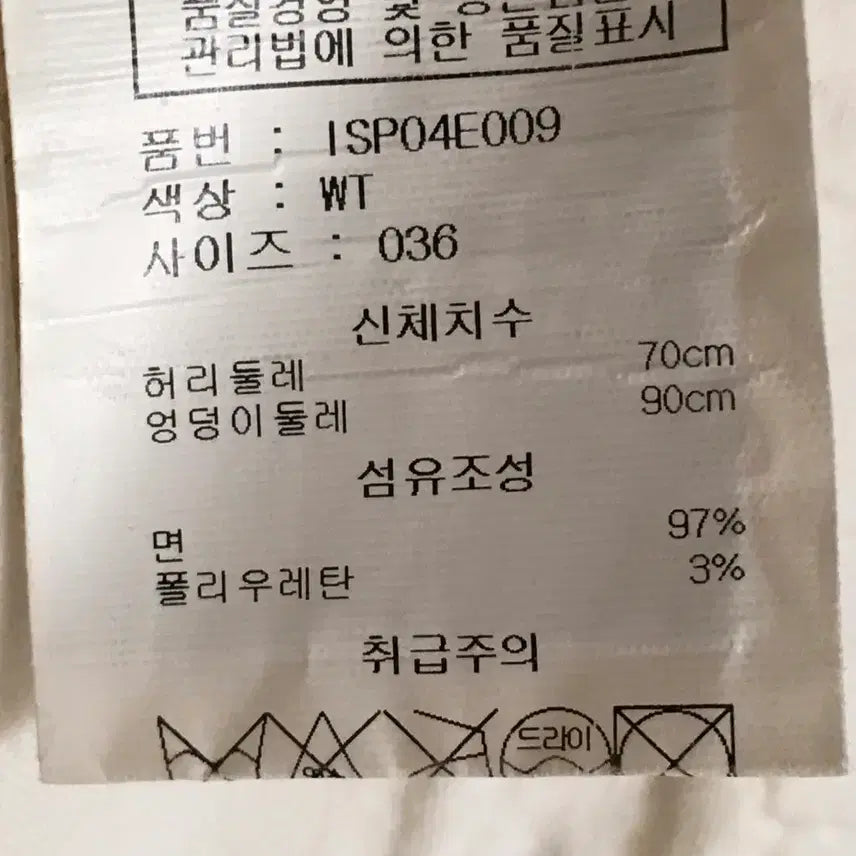 관리법에 의한 품질표시
품번 : ISP04E009
색상 : WT
사이즈 : 036
신체치수
허리둘레 70cm
엉덩이둘레 90cm
섬유조성
면 97%
폴리우레탄 3%
취급주의
드라이